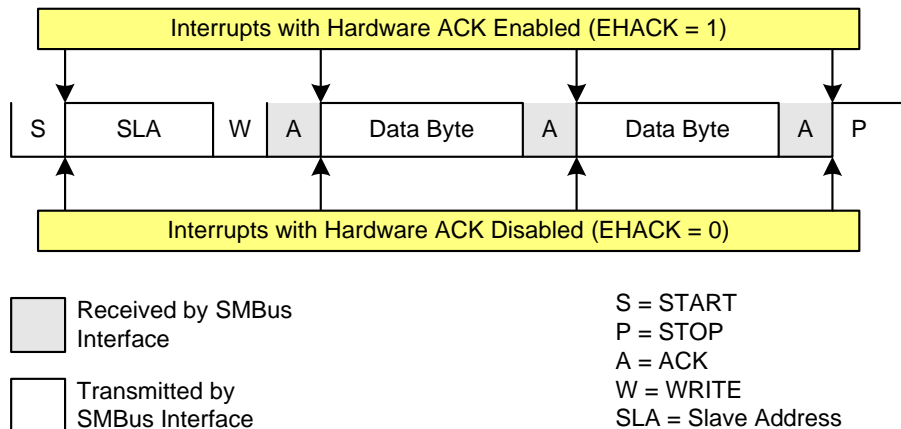 Interrupts with Hardware ACK Enabled (EHACK = 1)
S SLA W A Data Byte A Data Byte A P
Interrupts with Hardware ACK Disabled (EHACK = 0)
Received by SMBus
Interface
Transmitted by
SMBus Interface
S = START
P = STOP
A = ACK
W = WRITE
SLA = Slave Address